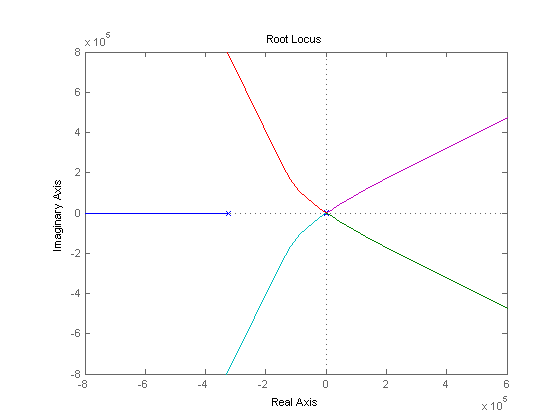 Root Locus
x 10^5
8
6
4
2
0
-2
-4
-6
-8
Imaginary Axis
-8 -6 -4 -2 0 2 4 6
Real Axis
x 10^5